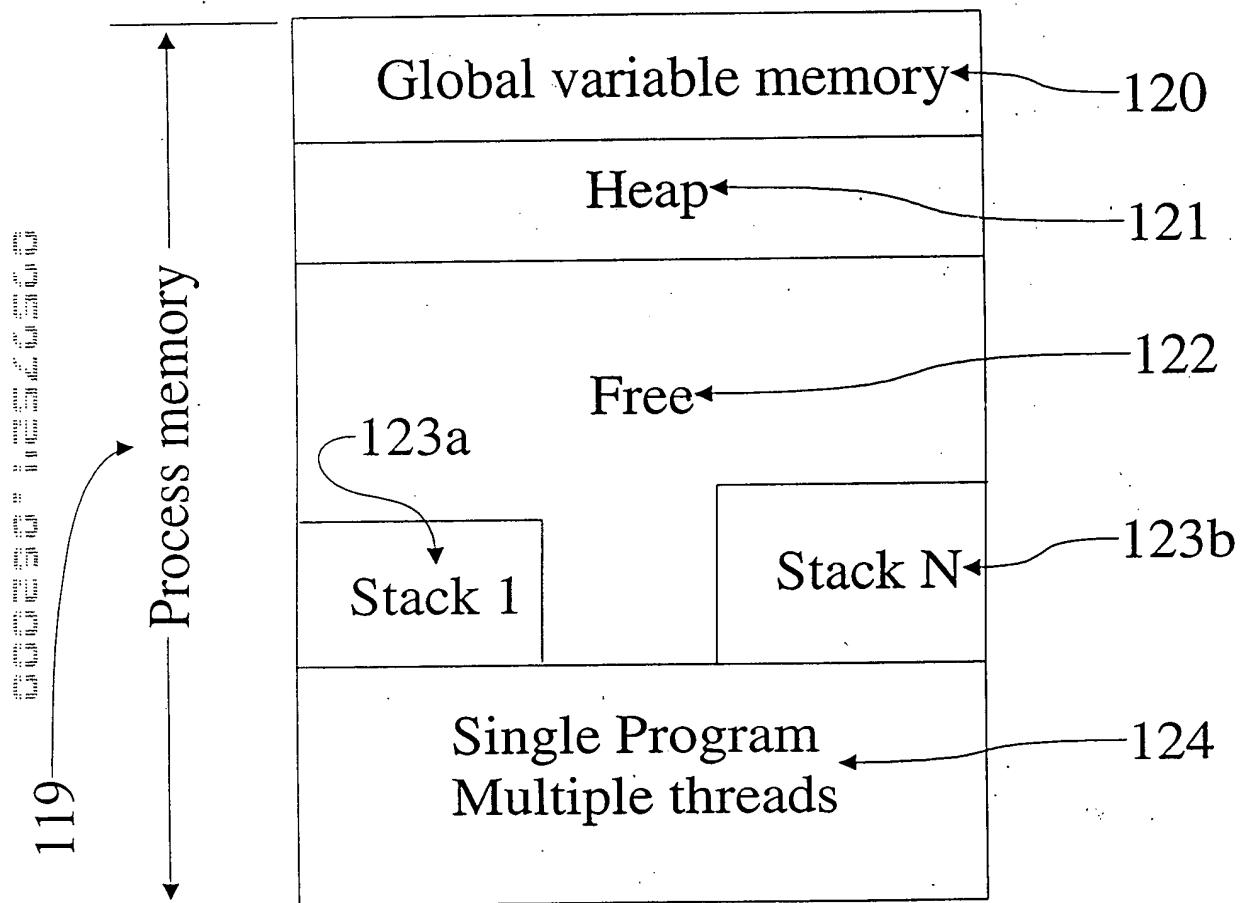 Global variable memory
120
Heap
121
Free
122
123a
Stack 1
Stack N
123b
Single Program
Multiple threads
124
Process memory
119